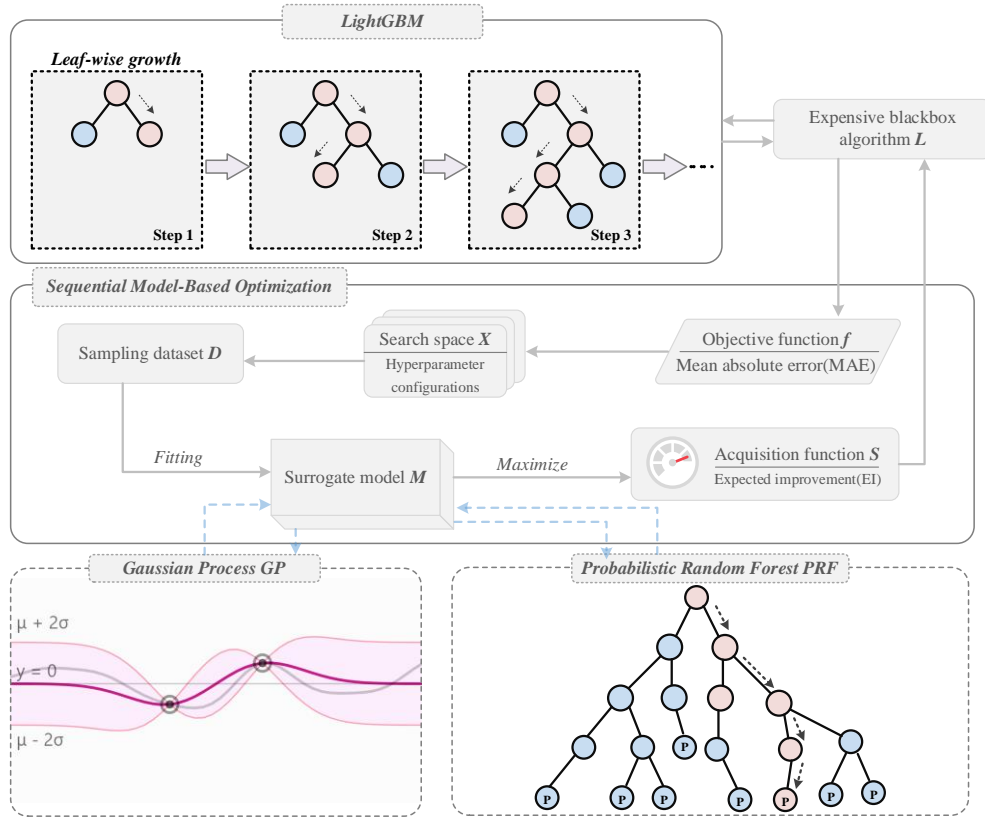 LightGBM
Leaf-wise growth
Step 1
Step 2
Step 3
Expensive blackbox
algorithm L
Sequential Model-Based Optimization
Sampling dataset D
Search space X
Hyperparameter
configurations
Objective function f
Mean absolute error(MAE)
Fitting
Surrogate model M
Maximize
Acquisition function S
Expected improvement(EI)
Gaussian Process GP
μ + 2σ
y = 0
μ - 2σ
Probabilistic Random Forest PRF
P
P
P
P
P
P
P
P